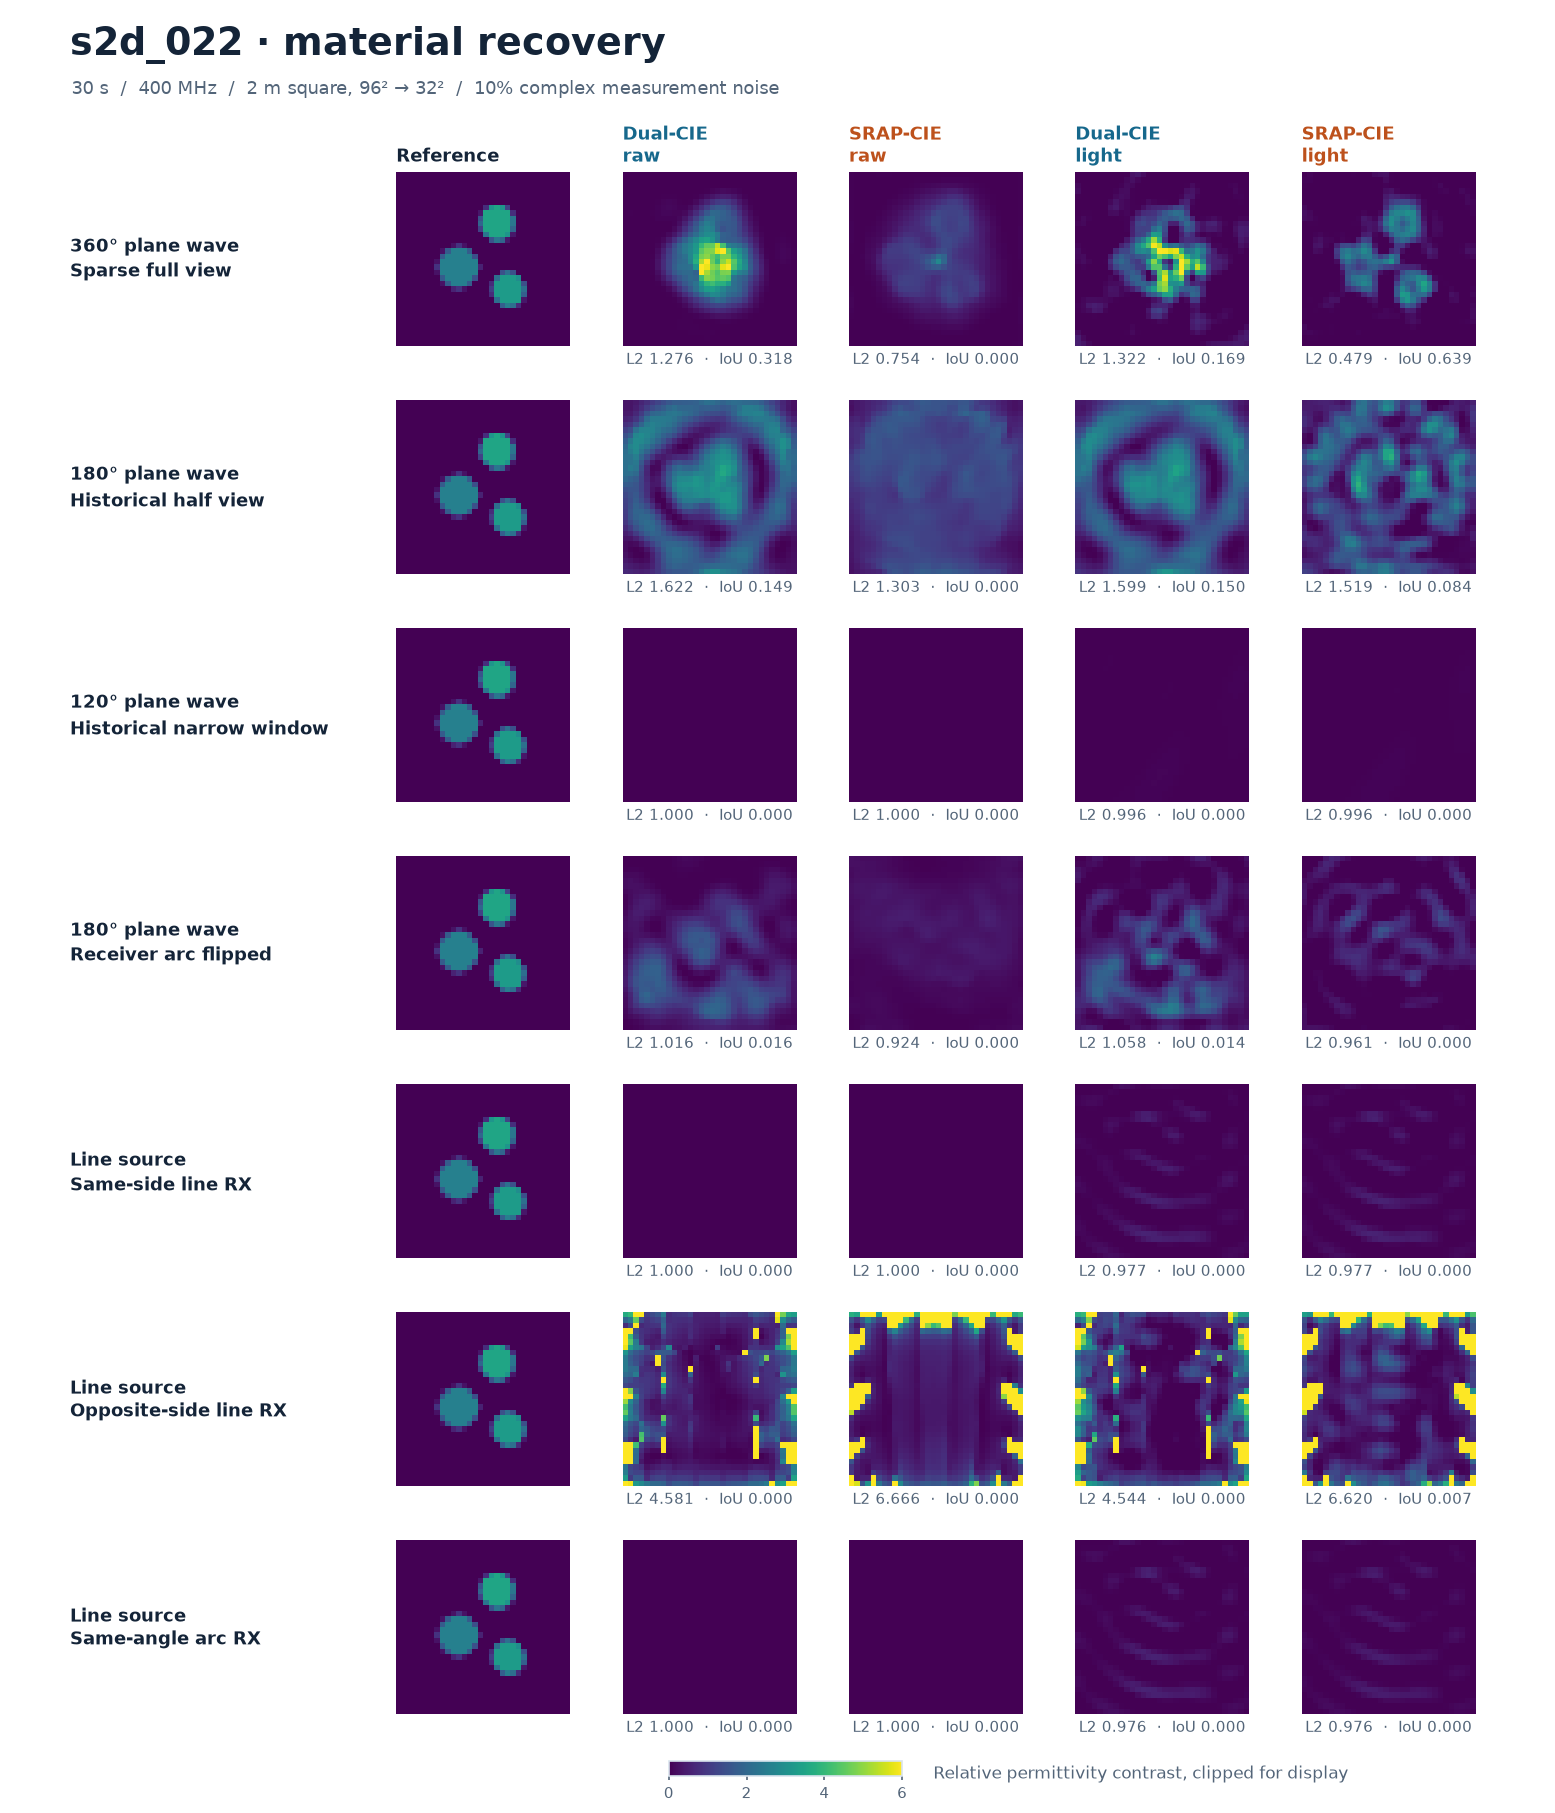 s2d_022 · material recovery
30 s / 400 MHz / 2 m square, 96² → 32² / 10% complex measurement noise
Reference
Dual-CIE
raw
SRAP-CIE
raw
Dual-CIE
light
SRAP-CIE
light
360° plane wave
Sparse full view
L2 1.276 · IoU 0.318
L2 0.754 · IoU 0.000
L2 1.322 · IoU 0.169
L2 0.479 · IoU 0.639
180° plane wave
Historical half view
L2 1.622 · IoU 0.149
L2 1.303 · IoU 0.000
L2 1.599 · IoU 0.150
L2 1.519 · IoU 0.084
120° plane wave
Historical narrow window
L2 1.000 · IoU 0.000
L2 1.000 · IoU 0.000
L2 0.996 · IoU 0.000
L2 0.996 · IoU 0.000
180° plane wave
Receiver arc flipped
L2 1.016 · IoU 0.016
L2 0.924 · IoU 0.000
L2 1.058 · IoU 0.014
L2 0.961 · IoU 0.000
Line source
Same-side line RX
L2 1.000 · IoU 0.000
L2 1.000 · IoU 0.000
L2 0.977 · IoU 0.000
L2 0.977 · IoU 0.000
Line source
Opposite-side line RX
L2 4.581 · IoU 0.000
L2 6.666 · IoU 0.000
L2 4.544 · IoU 0.000
L2 6.620 · IoU 0.007
Line source
Same-angle arc RX
L2 1.000 · IoU 0.000
L2 1.000 · IoU 0.000
L2 0.976 · IoU 0.000
L2 0.976 · IoU 0.000
0 2 4 6
Relative permittivity contrast, clipped for display